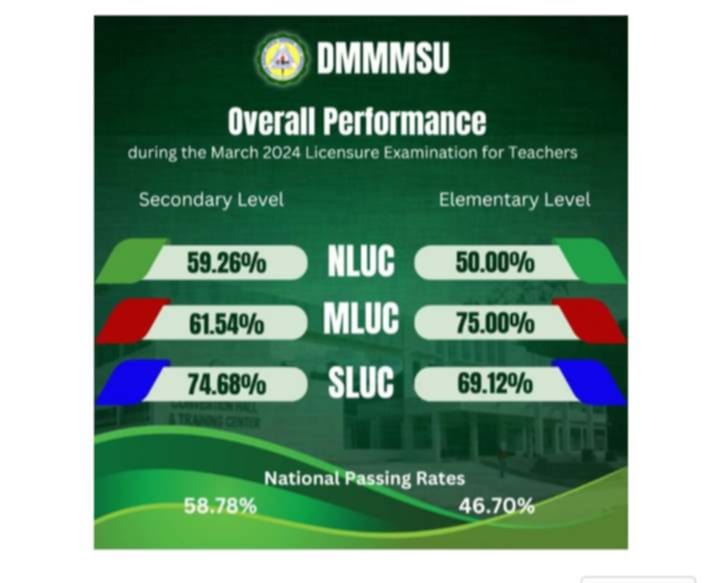 DMMMSU
Overall Performance
during the March 2024 Licensure Examination for Teachers
Secondary Level Elementary Level
59.26% NLUC 50.00%
61.54% MLUC 75.00%
74.68% SLUC 69.12%
CONVENTION HALL
& TRAINING CENTER
National Passing Rates
58.78% 46.70%